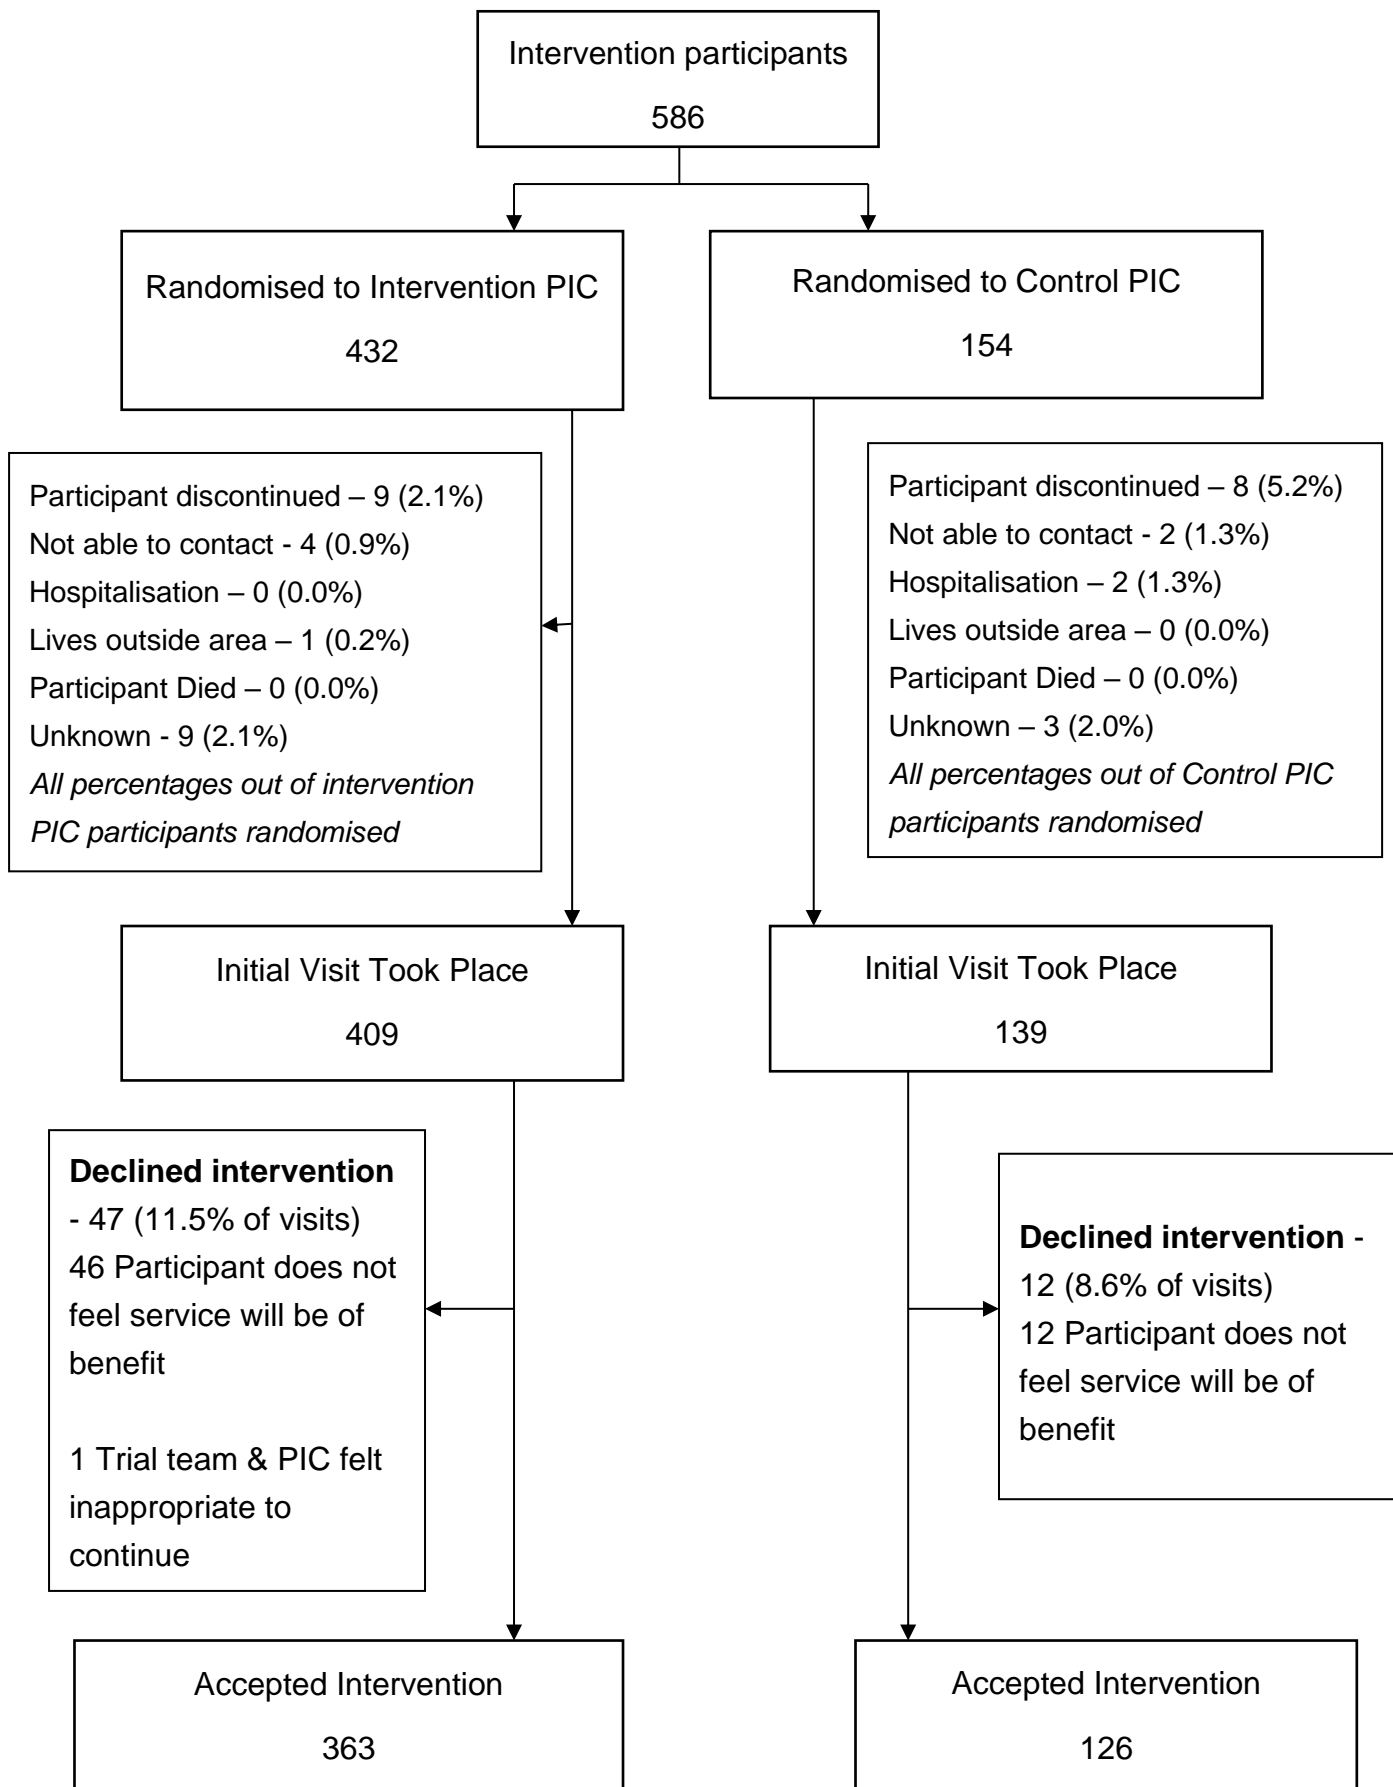 Intervention participants
586
Randomised to Intervention PIC
432
Randomised to Control PIC
154
Participant discontinued – 9 (2.1%)
Not able to contact - 4 (0.9%)
Hospitalisation – 0 (0.0%)
Lives outside area – 1 (0.2%)
Participant Died – 0 (0.0%)
Unknown - 9 (2.1%)
All percentages out of intervention
PIC participants randomised
Participant discontinued – 8 (5.2%)
Not able to contact - 2 (1.3%)
Hospitalisation – 2 (1.3%)
Lives outside area – 0 (0.0%)
Participant Died – 0 (0.0%)
Unknown – 3 (2.0%)
All percentages out of Control PIC
participants randomised
Initial Visit Took Place
409
Initial Visit Took Place
139
Declined intervention
- 47 (11.5% of visits)
46 Participant does not
feel service will be of
benefit
1 Trial team & PIC felt
inappropriate to
continue
Declined intervention -
12 (8.6% of visits)
12 Participant does not
feel service will be of
benefit
Accepted Intervention
363
Accepted Intervention
126